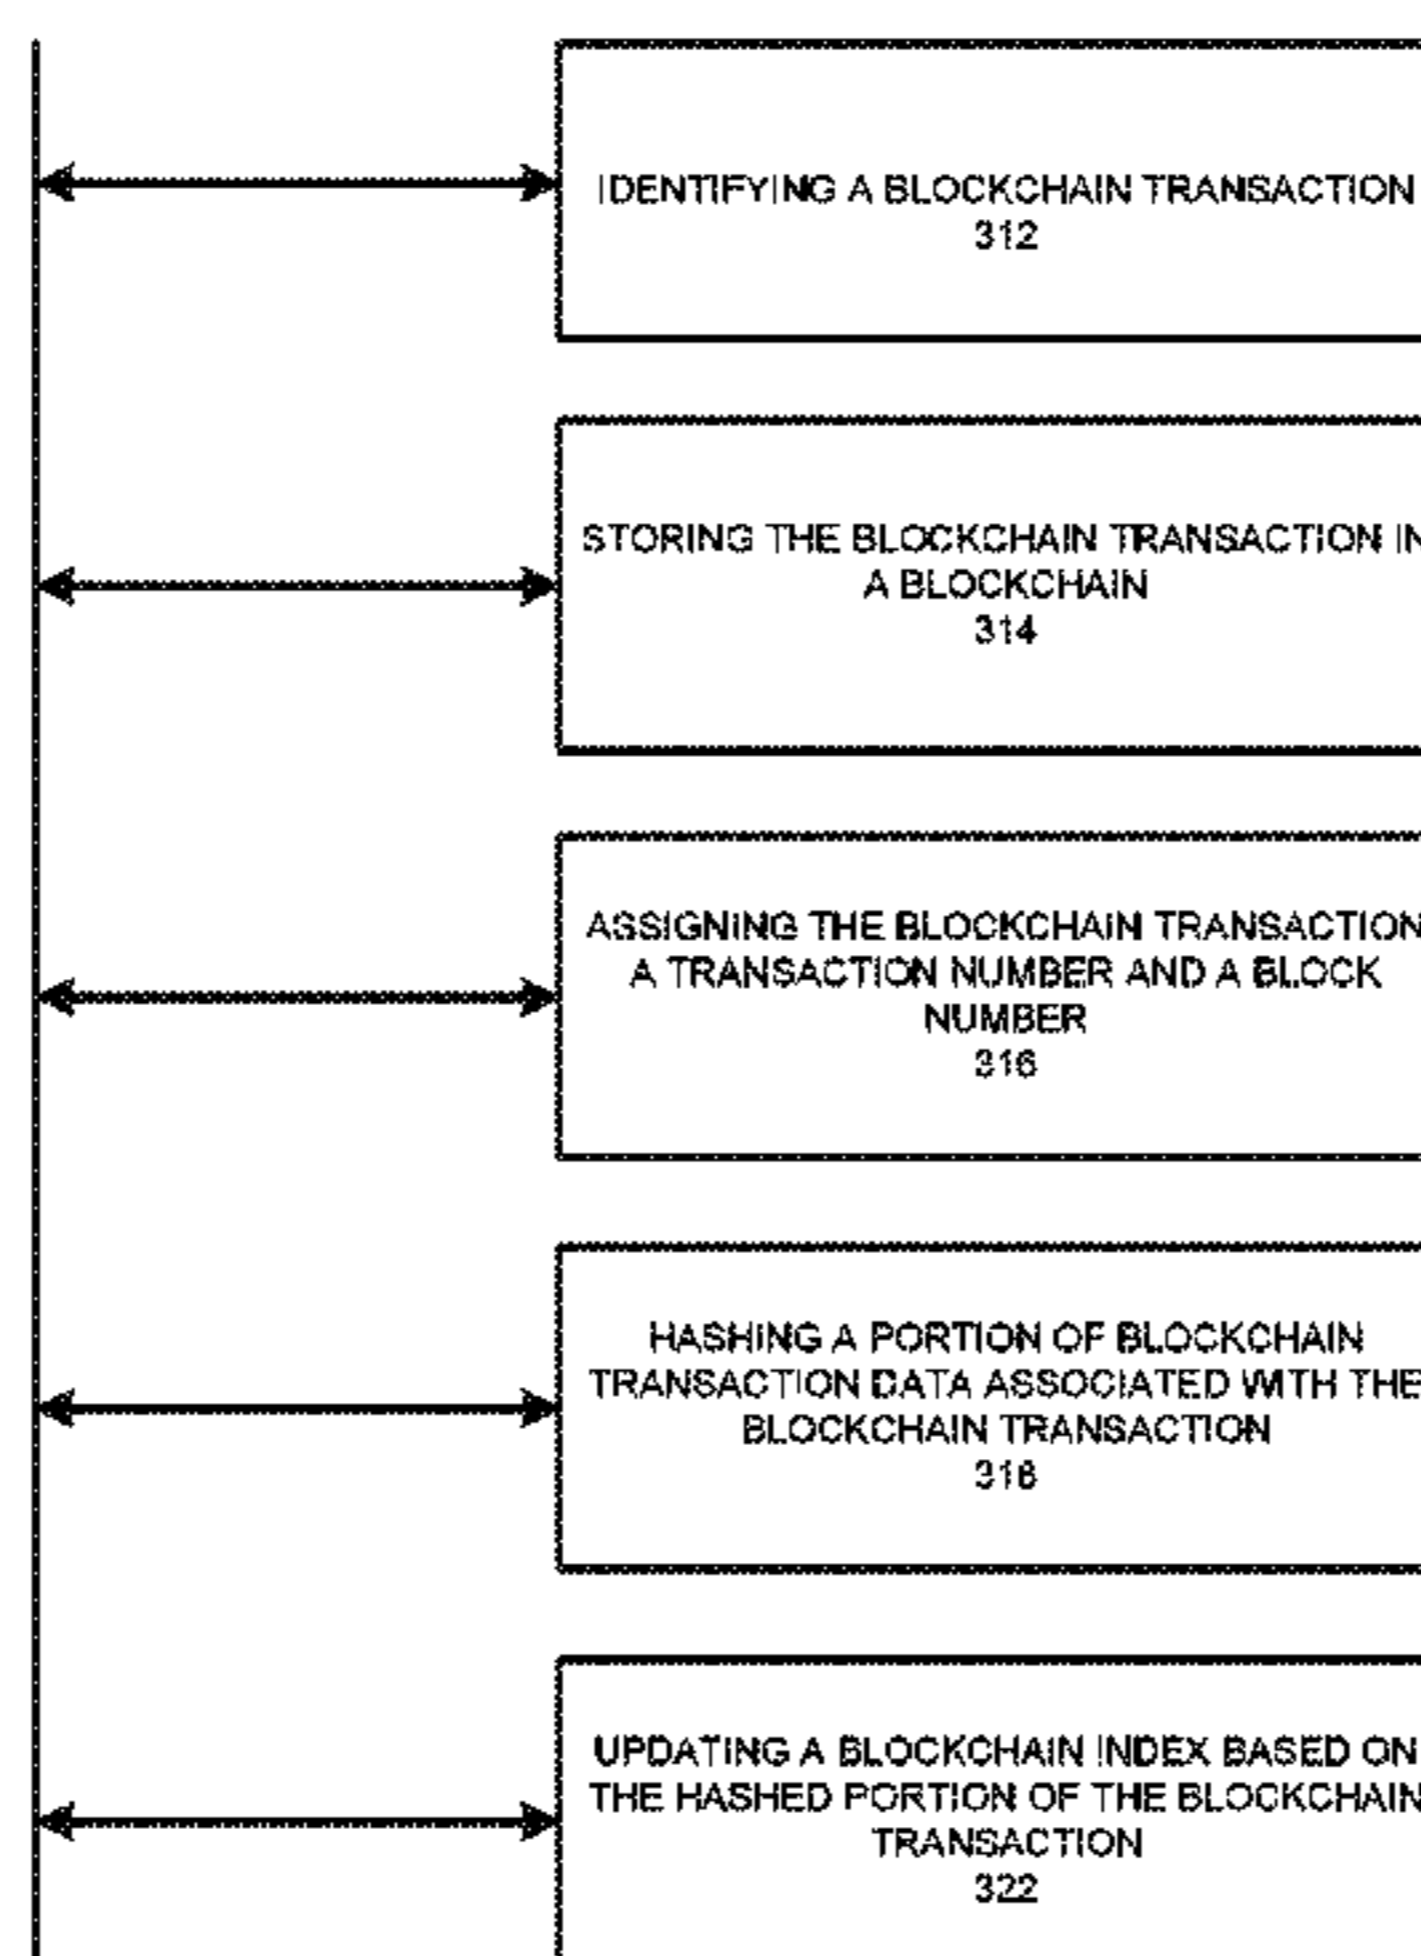 IDENTIFYING A BLOCKCHAIN TRANSACTION
312
STORING THE BLOCKCHAIN TRANSACTION IN
A BLOCKCHAIN
314
ASSIGNING THE BLOCKCHAIN TRANSACTION
A TRANSACTION NUMBER AND A BLOCK
NUMBER
316
HASHING A PORTION OF BLOCKCHAIN
TRANSACTION DATA ASSOCIATED WITH THE
BLOCKCHAIN TRANSACTION
318
UPDATING A BLOCKCHAIN INDEX BASED ON
THE HASHED PORTION OF THE BLOCKCHAIN
TRANSACTION
322